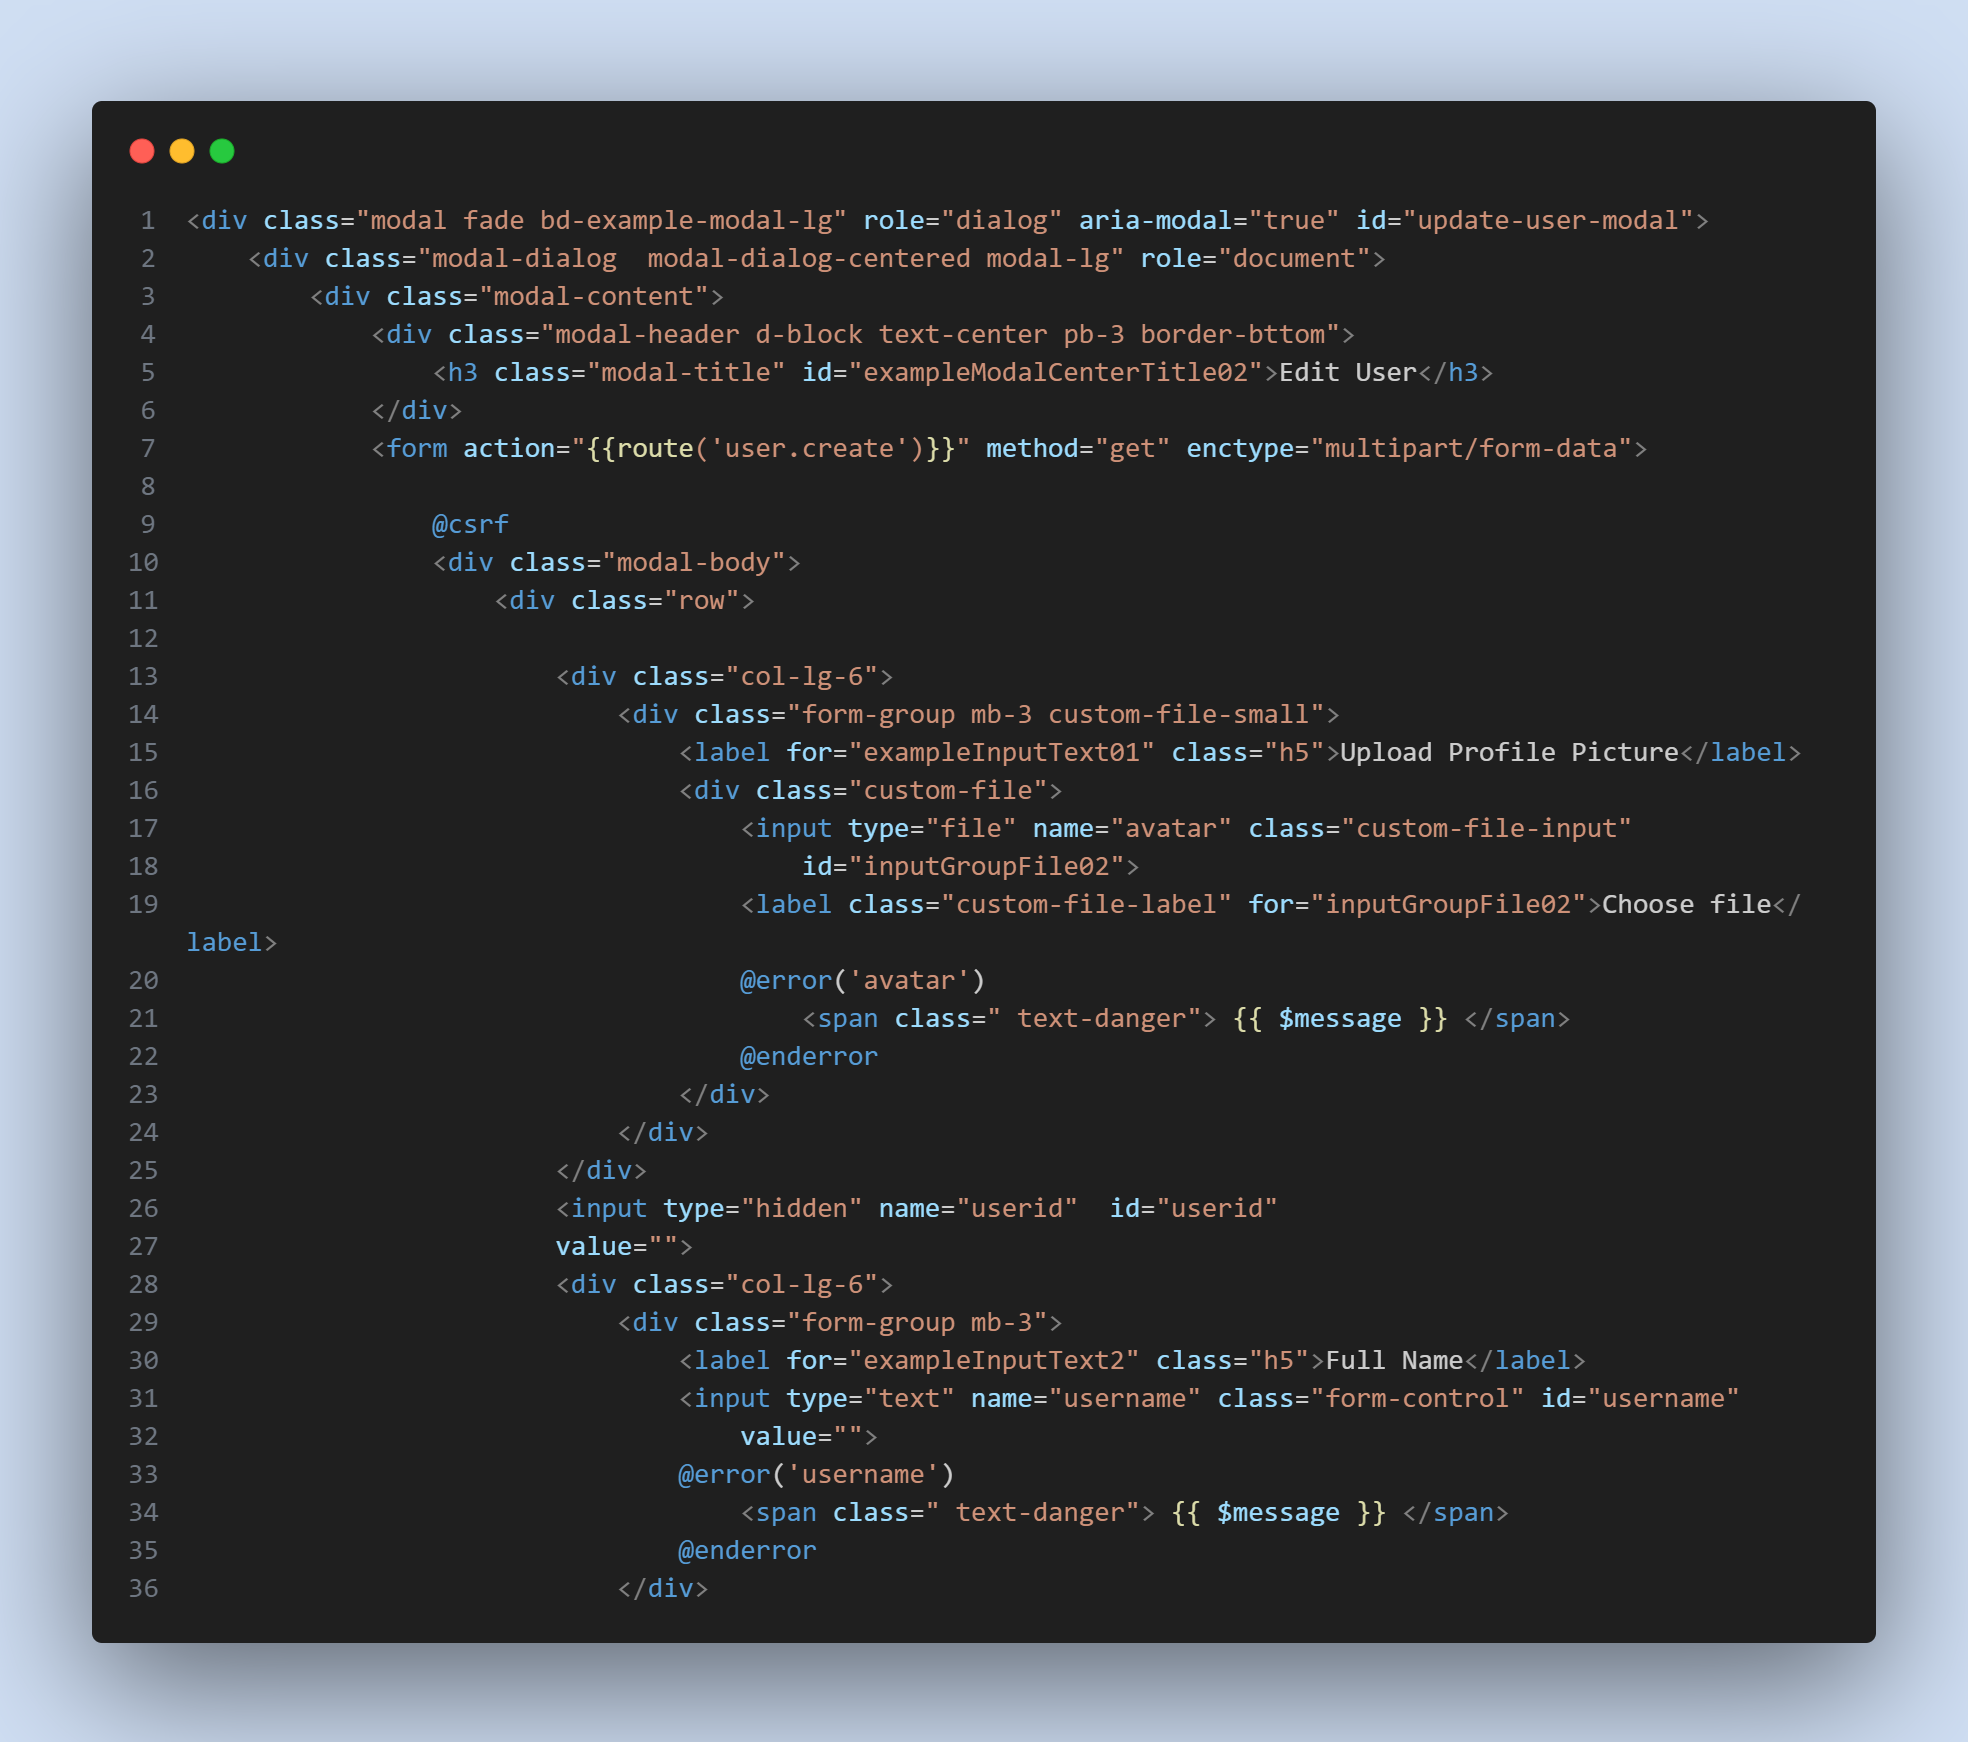 1 <div class="modal fade bd-example-modal-lg" role="dialog" aria-modal="true" id="update-user-modal">
2     <div class="modal-dialog  modal-dialog-centered modal-lg" role="document">
3         <div class="modal-content">
4             <div class="modal-header d-block text-center pb-3 border-bttom">
5                 <h3 class="modal-title" id="exampleModalCenterTitle02">Edit User</h3>
6             </div>
7             <form action="{{route('user.create')}}" method="get" enctype="multipart/form-data">
8
9                 @csrf
10                 <div class="modal-body">
11                     <div class="row">
12
13                         <div class="col-lg-6">
14                             <div class="form-group mb-3 custom-file-small">
15                                 <label for="exampleInputText01" class="h5">Upload Profile Picture</label>
16                                 <div class="custom-file">
17                                     <input type="file" name="avatar" class="custom-file-input"
18                                         id="inputGroupFile02">
19                                     <label class="custom-file-label" for="inputGroupFile02">Choose file</
label>
20                                     @error('avatar')
21                                         <span class=" text-danger"> {{ $message }} </span>
22                                     @enderror
23                                 </div>
24                             </div>
25                         </div>
26                         <input type="hidden" name="userid"  id="userid"
27                         value="">
28                         <div class="col-lg-6">
29                             <div class="form-group mb-3">
30                                 <label for="exampleInputText2" class="h5">Full Name</label>
31                                 <input type="text" name="username" class="form-control" id="username"
32                                     value="">
33                                 @error('username')
34                                     <span class=" text-danger"> {{ $message }} </span>
35                                 @enderror
36                             </div>